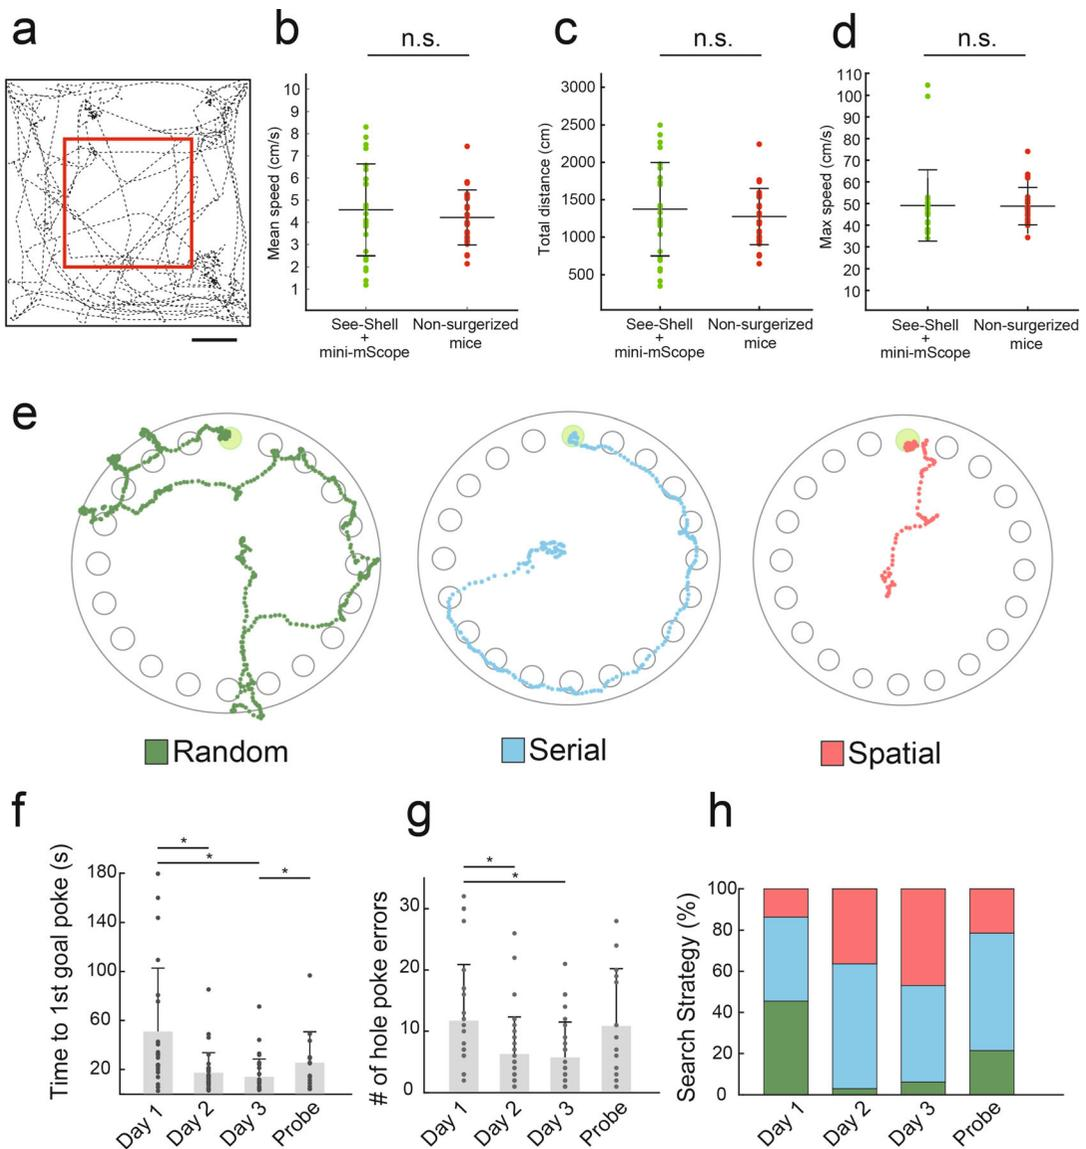 a
b
n.s.
Mean speed (cm/s)
10
9
8
7
6
5
4
3
2
1
See-Shell
+
mini-mScope
Non-surgerized
mice
c
n.s.
Total distance (cm)
3000
2500
2000
1500
1000
500
See-Shell
+
mini-mScope
Non-surgerized
mice
d
n.s.
Max speed (cm/s)
110
100
90
80
70
60
50
40
30
20
10
See-Shell
+
mini-mScope
Non-surgerized
mice
e
Random
Serial
Spatial
f
Time to 1st goal poke (s)
180
140
100
60
20
*
*
*
Day 1
Day 2
Day 3
Probe
g
# of hole poke errors
30
20
10
0
*
*
Day 1
Day 2
Day 3
Probe
h
Search Strategy (%)
100
80
60
40
20
0
Day 1
Day 2
Day 3
Probe